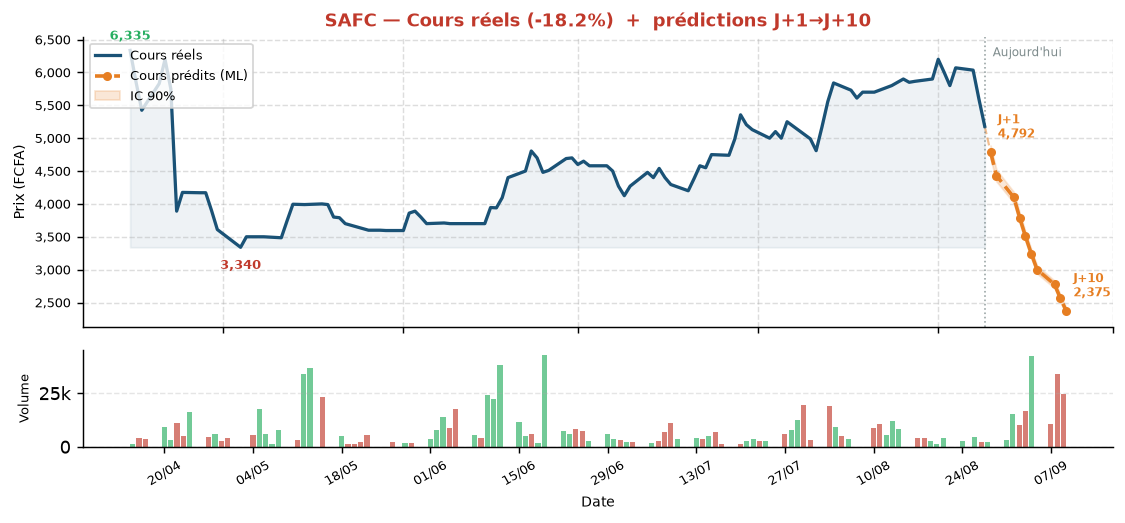 SAFC — Cours réels (-18.2%) + prédictions J+1→J+10
6,335
Cours réels
Cours prédits (ML)
IC 90%
Aujourd'hui
J+1
4,792
3,340
J+10
2,375
Prix (FCFA)
6,500
6,000
5,500
5,000
4,500
4,000
3,500
3,000
2,500
Volume
25k
0
20/04
04/05
18/05
01/06
15/06
29/06
13/07
27/07
10/08
24/08
07/09
Date